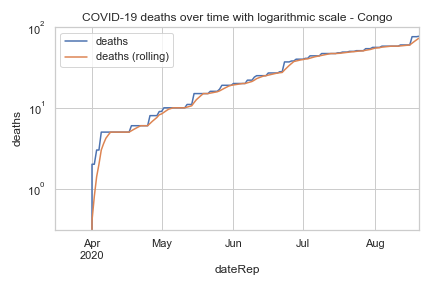 COVID-19 deaths over time with logarithmic scale - Congo
deaths
deaths (rolling)
10²
10¹
10⁰
deaths
Apr
2020
May
Jun
Jul
Aug
dateRep